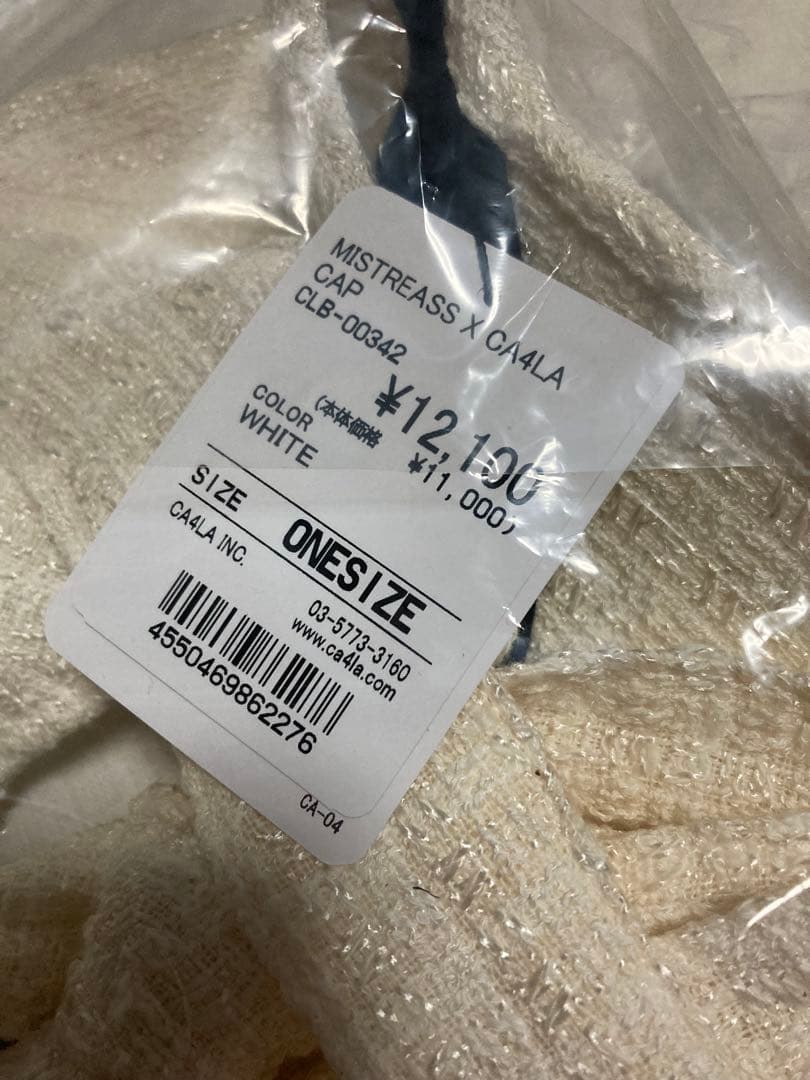 MISTREASS X CA4LA
CAP
CLB-00342
¥12,100
(本体価格 ¥11,000)
COLOR
WHITE
SIZE ONESIZE
CA4LA INC.
03-5773-3160
www.ca4la.com
4550469862276
CA-04